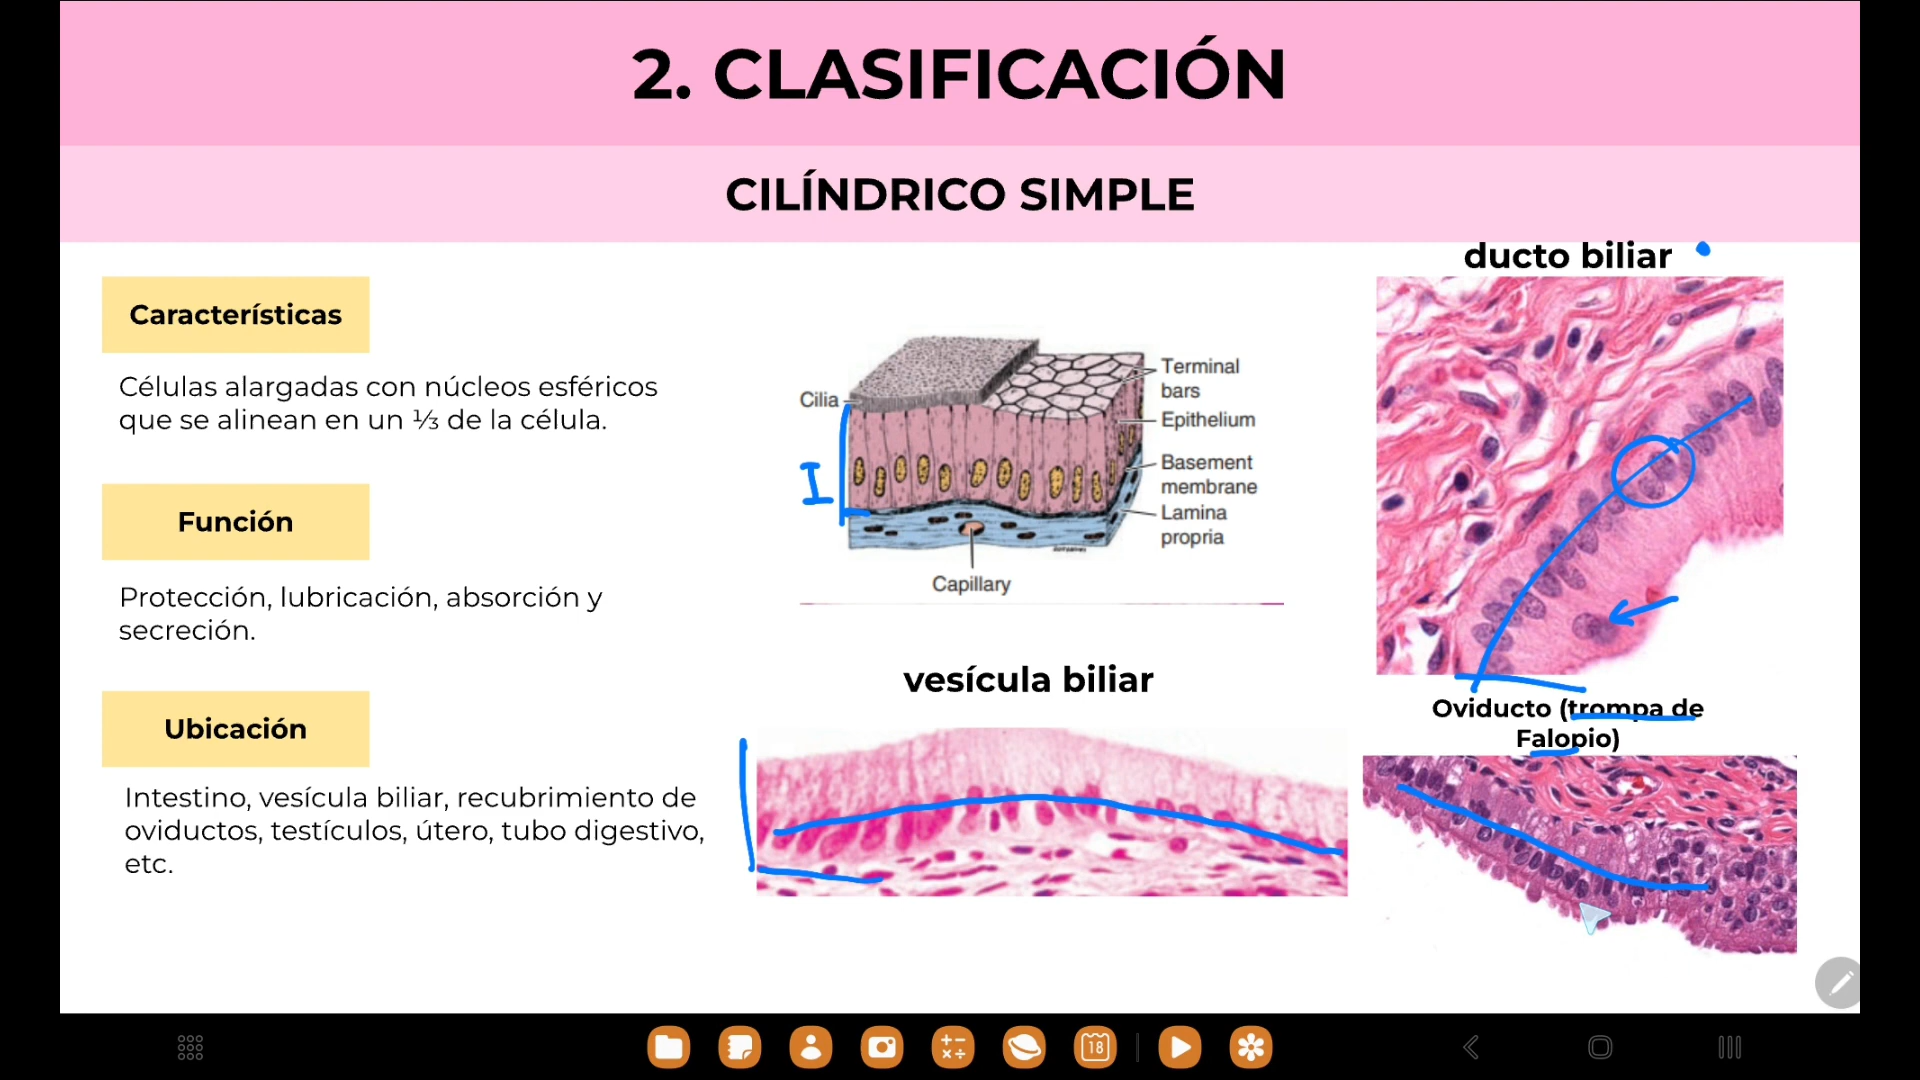 2. CLASIFICACIÓN
CILÍNDRICO SIMPLE
Características
Células alargadas con núcleos esféricos
que se alinean en un ⅓ de la célula.
Función
Protección, lubricación, absorción y
secreción.
Ubicación
Intestino, vesícula biliar, recubrimiento de
oviductos, testículos, útero, tubo digestivo,
etc.
Cilia
Terminal
bars
Epithelium
Basement
membrane
Lamina
propria
Capillary
I
vesícula biliar
ducto biliar
Oviducto (trompa de
Falopio)
18